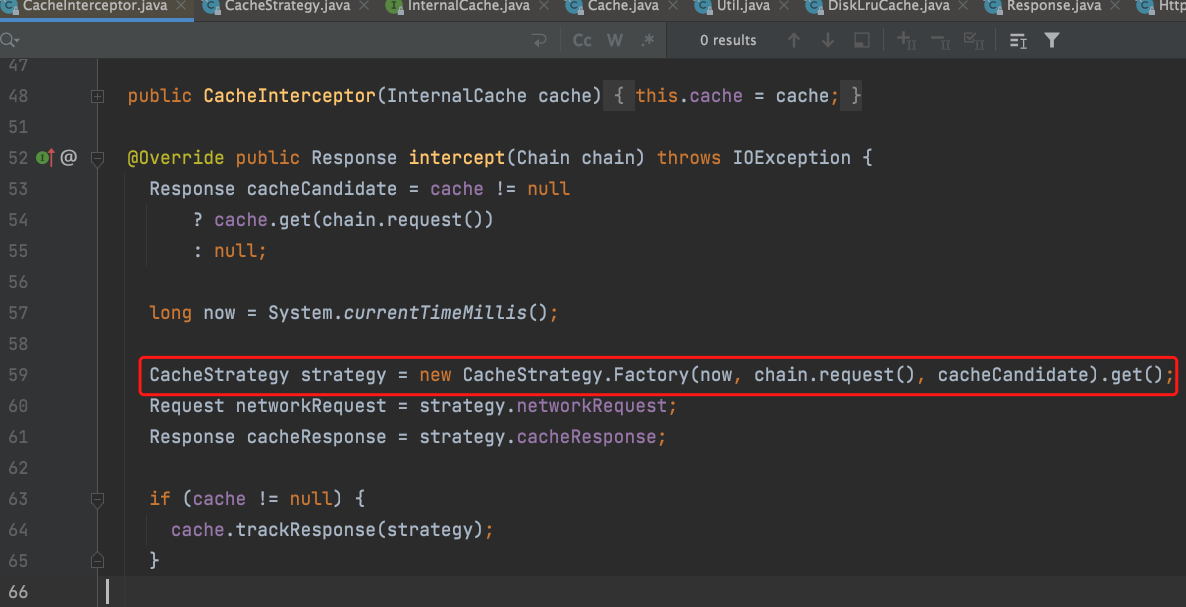 CacheInterceptor.java CacheStrategy.java InternalCache.java Cache.java Util.java DiskLruCache.java Response.java Http
Cc W .* 0 results
47
48 public CacheInterceptor(InternalCache cache) { this.cache = cache; }
51
52 @Override public Response intercept(Chain chain) throws IOException {
53 Response cacheCandidate = cache != null
54 ? cache.get(chain.request())
55 : null;
56
57 long now = System.currentTimeMillis();
58
59 CacheStrategy strategy = new CacheStrategy.Factory(now, chain.request(), cacheCandidate).get();
60 Request networkRequest = strategy.networkRequest;
61 Response cacheResponse = strategy.cacheResponse;
62
63 if (cache != null) {
64 cache.trackResponse(strategy);
65 }
66